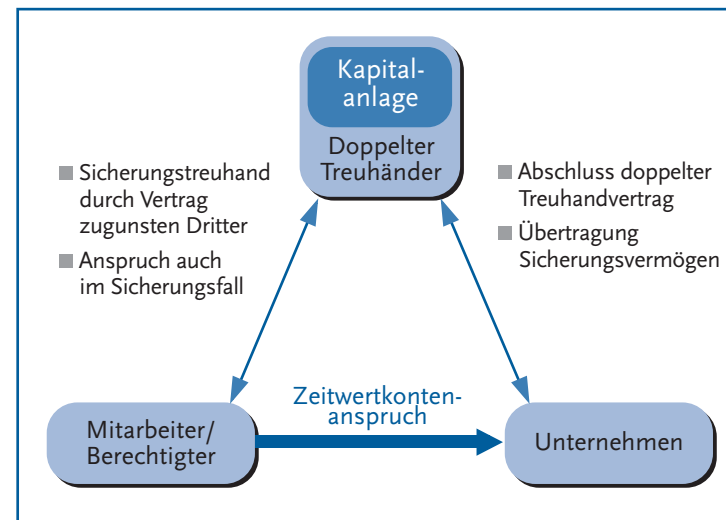 Kapital-
anlage
Doppelter
Treuhänder
Sicherungstreuhand
durch Vertrag
zugunsten Dritter
Anspruch auch
im Sicherungsfall
Abschluss doppelter
Treuhandvertrag
Übertragung
Sicherungsvermögen
Zeitwertkonten-
anspruch
Mitarbeiter/
Berechtigter
Unternehmen